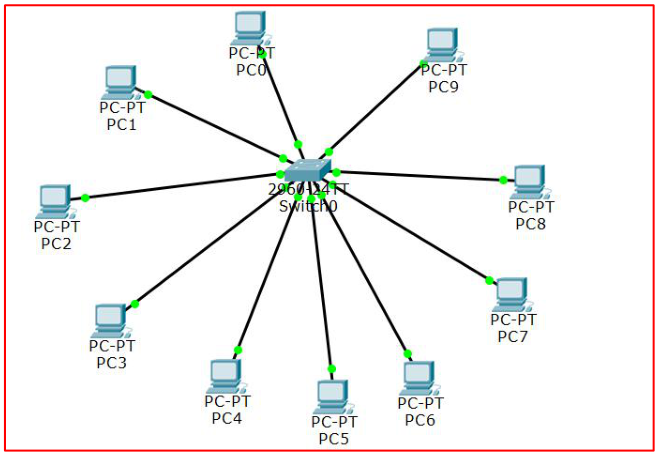 PC-PT
PC0
PC-PT
PC9
PC-PT
PC1
2960-24TT
Switch0
PC-PT
PC8
PC-PT
PC2
PC-PT
PC7
PC-PT
PC3
PC-PT
PC4
PC-PT
PC5
PC-PT
PC6